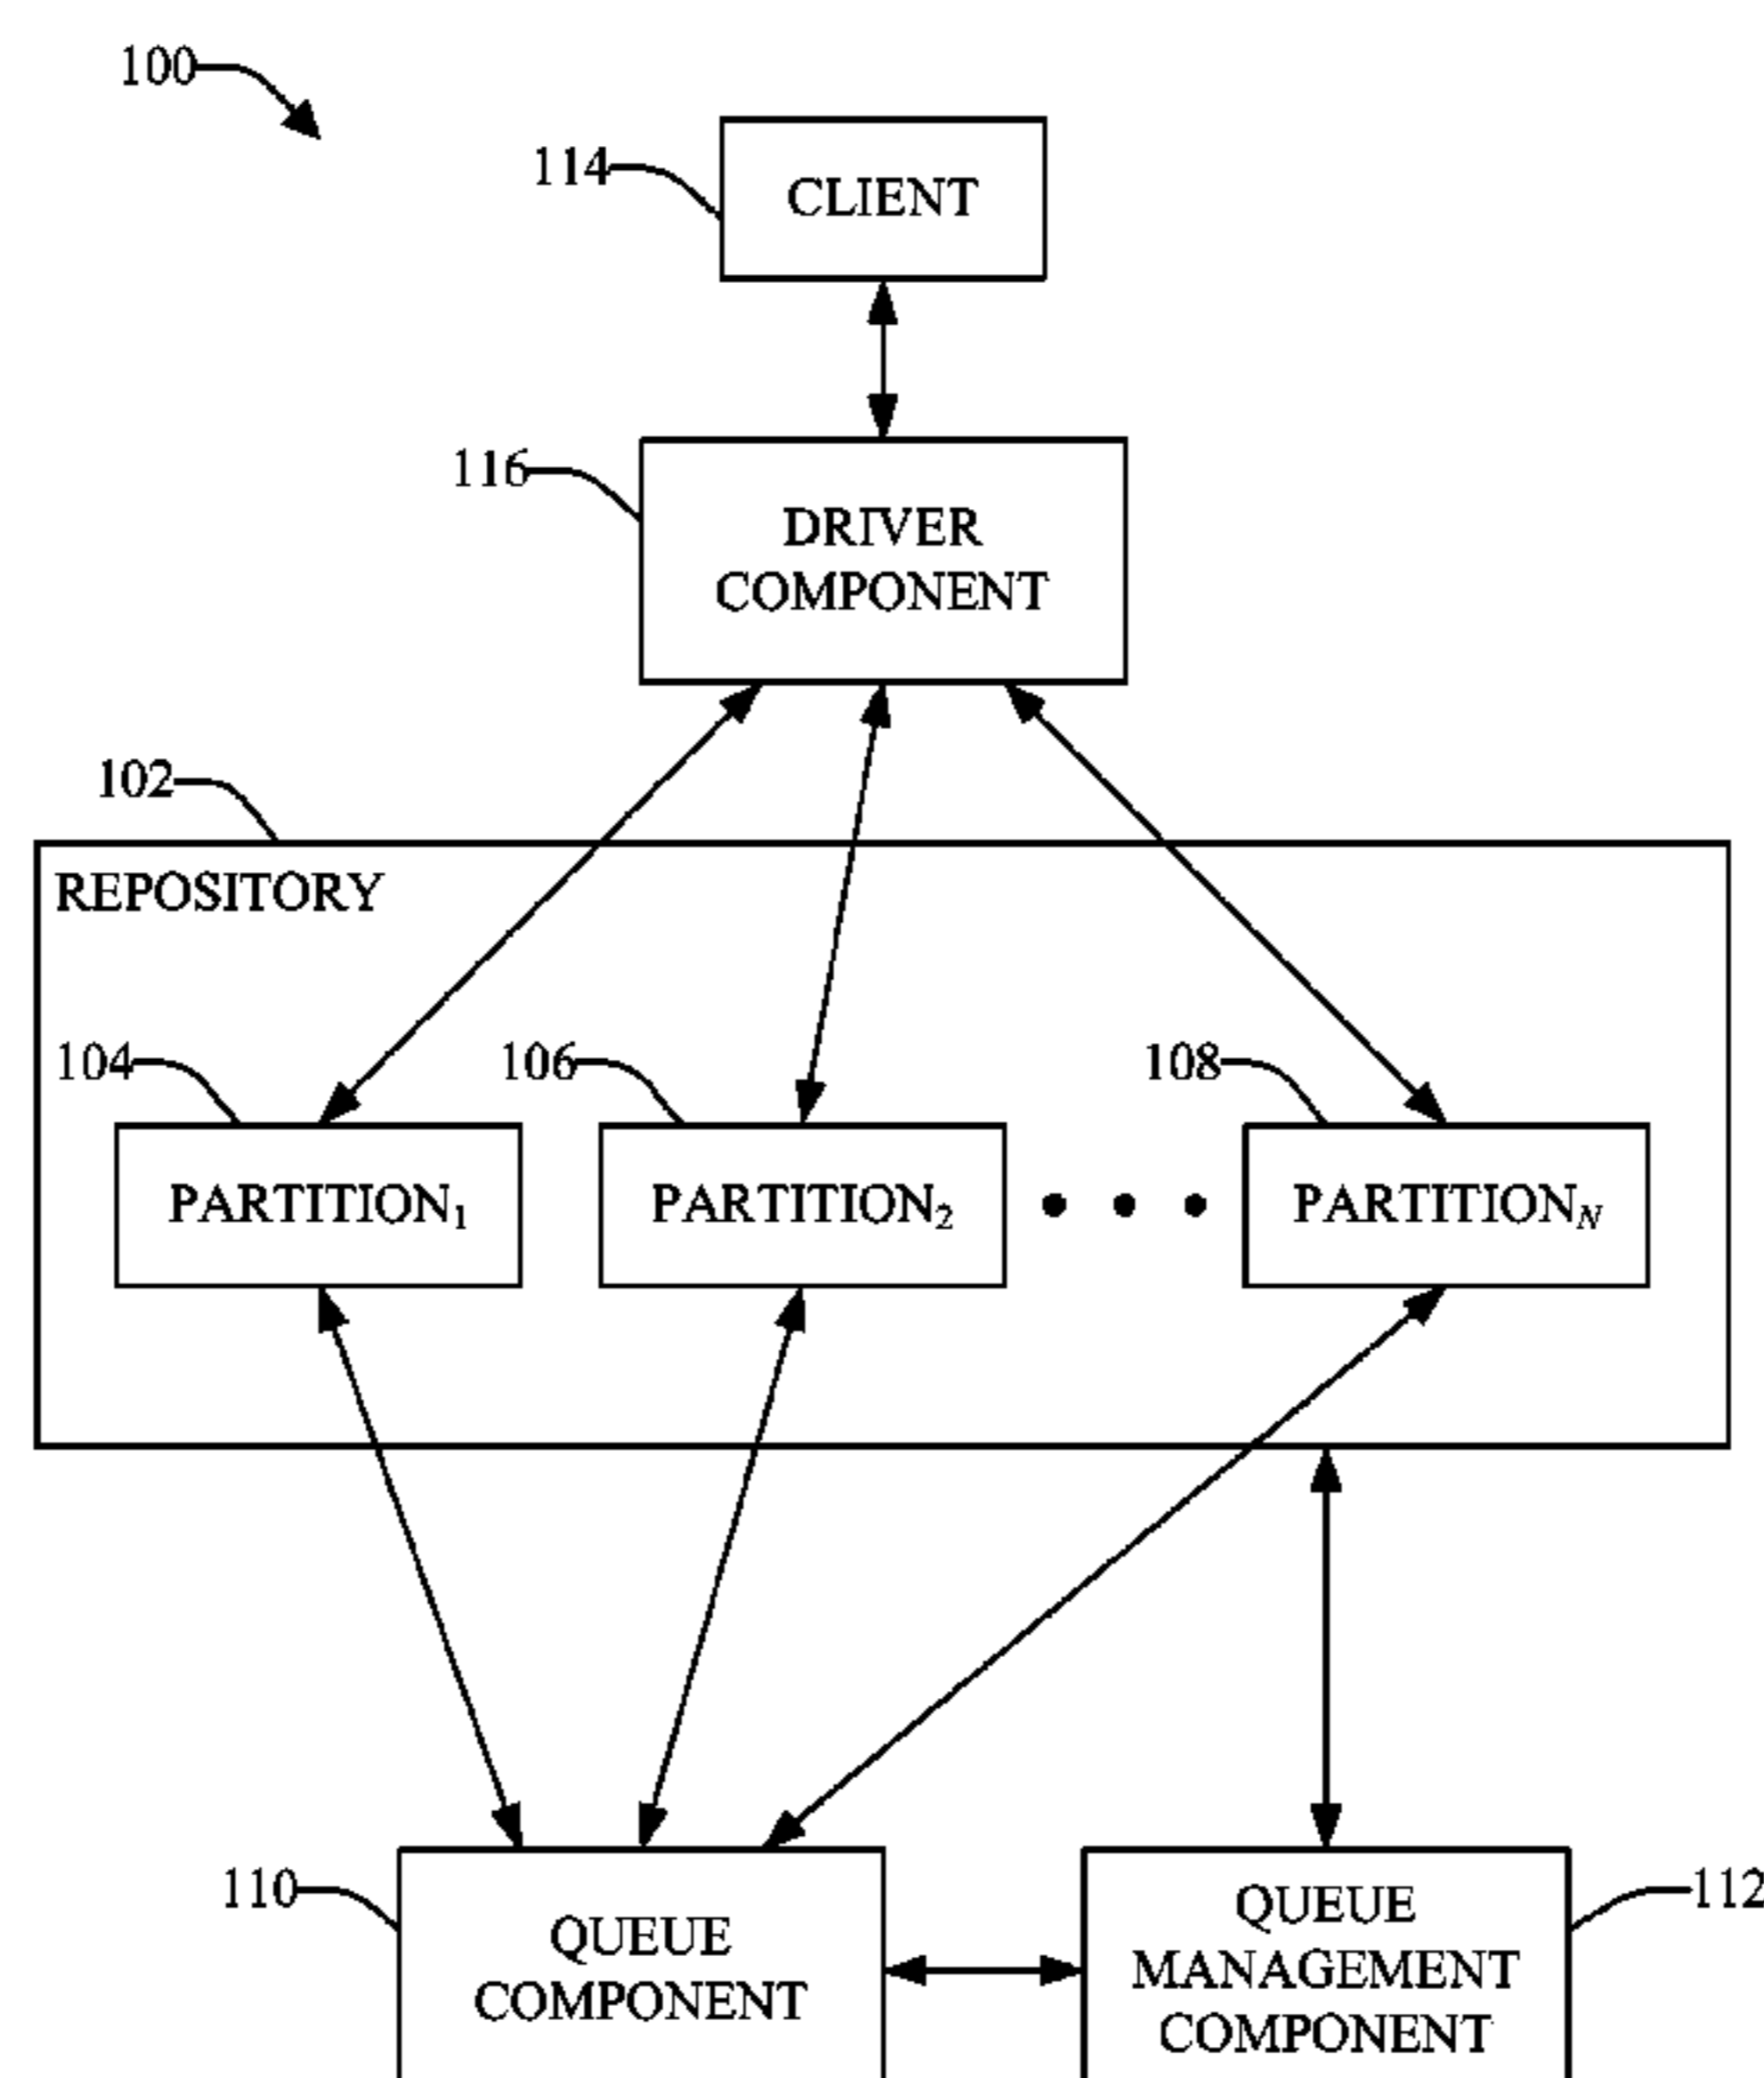 100
114
CLIENT
116
DRIVER
COMPONENT
102
REPOSITORY
104
106
108
PARTITION₁
PARTITION₂
PARTITION_N
110
QUEUE
COMPONENT
QUEUE
MANAGEMENT
COMPONENT
112